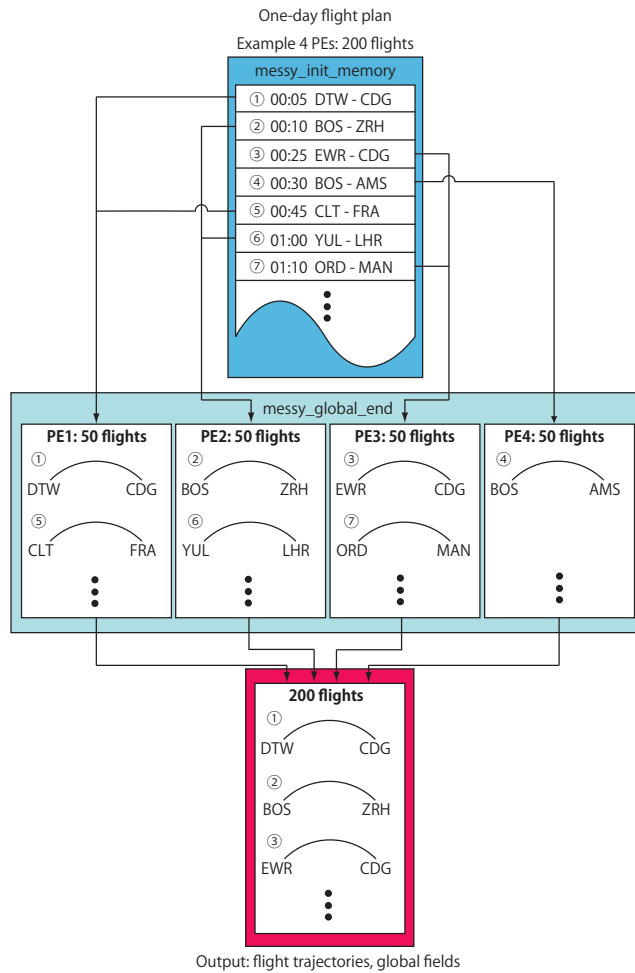 One-day flight plan
Example 4 PEs: 200 flights
messy_init_memory
① 00:05 DTW - CDG
② 00:10 BOS - ZRH
③ 00:25 EWR - CDG
④ 00:30 BOS - AMS
⑤ 00:45 CLT - FRA
⑥ 01:00 YUL - LHR
⑦ 01:10 ORD - MAN
messy_global_end
PE1: 50 flights
①
DTW CDG
⑤
CLT FRA
PE2: 50 flights
②
BOS ZRH
⑥
YUL LHR
PE3: 50 flights
③
EWR CDG
⑦
ORD MAN
PE4: 50 flights
④
BOS AMS
200 flights
①
DTW CDG
②
BOS ZRH
③
EWR CDG
Output: flight trajectories, global fields